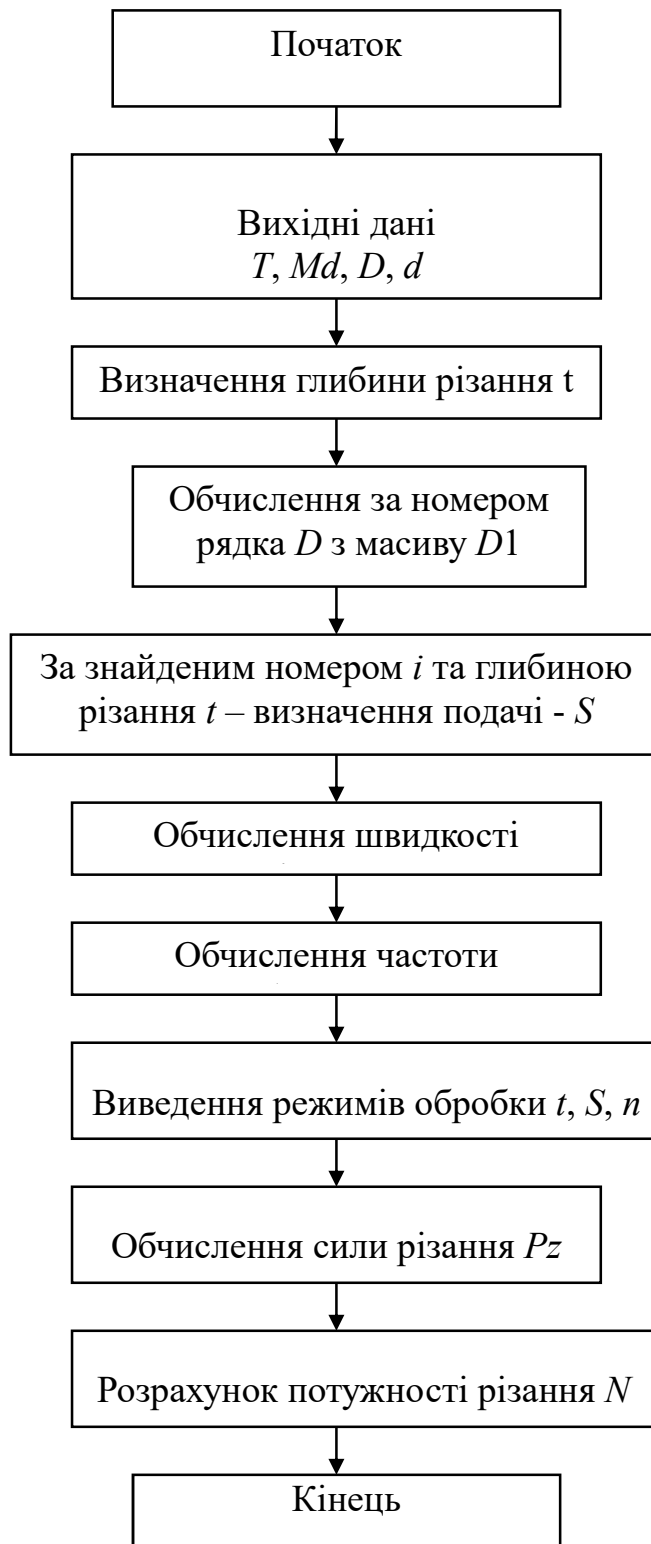 Початок
Вихідні дані
T, Md, D, d
Визначення глибини різання t
Обчислення за номером
рядка D з масиву D1
За знайденим номером i та глибиною
різання t – визначення подачі - S
Обчислення швидкості
Обчислення частоти
Виведення режимів обробки t, S, n
Обчислення сили різання Pz
Розрахунок потужності різання N
Кінець